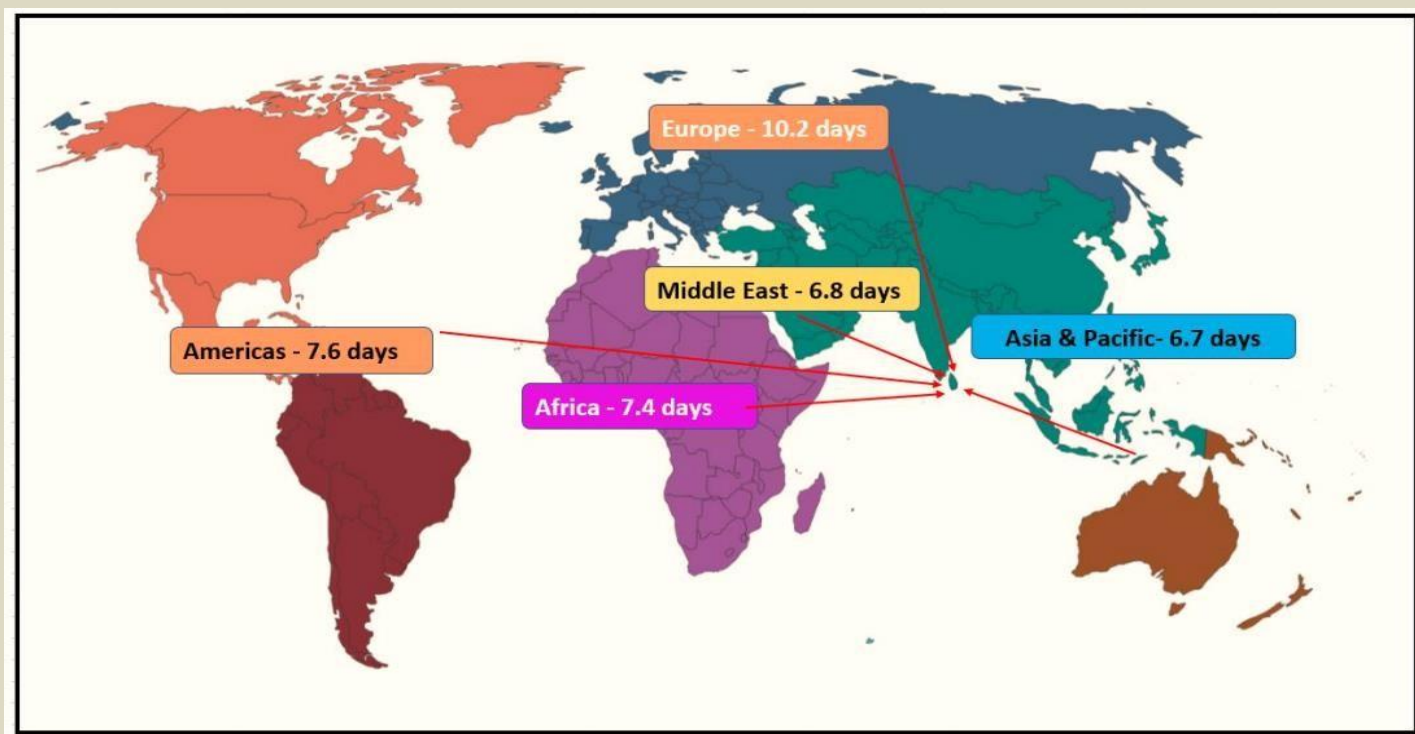 Europe - 10.2 days
Middle East - 6.8 days
Asia & Pacific- 6.7 days
Americas - 7.6 days
Africa - 7.4 days